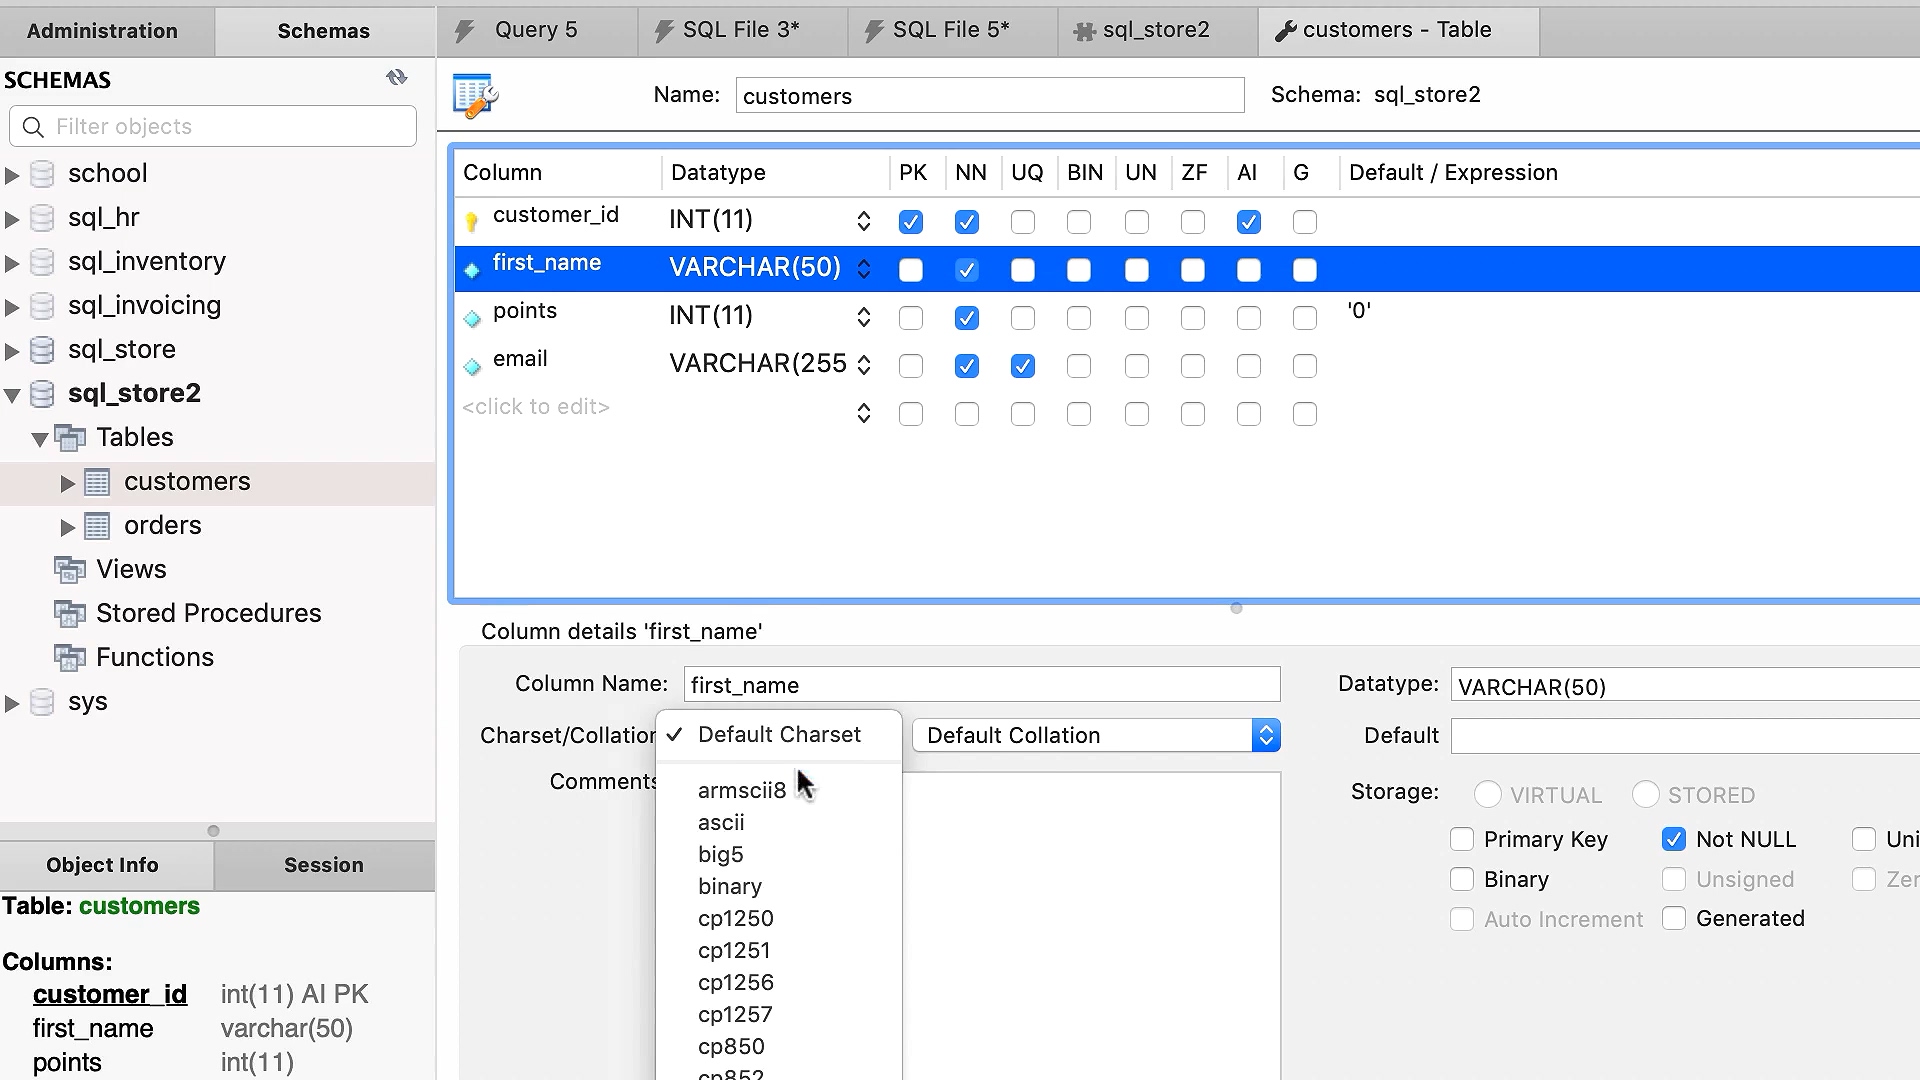 Administration
Schemas
Query 5
SQL File 3*
SQL File 5*
sql_store2
customers - Table
SCHEMAS
Filter objects
school
sql_hr
sql_inventory
sql_invoicing
sql_store
sql_store2
Tables
customers
orders
Views
Stored Procedures
Functions
sys
Object Info
Session
Table: customers
Columns:
customer_id int(11) AI PK
first_name varchar(50)
points int(11)
Name: customers
Schema: sql_store2
Column Datatype PK NN UQ BIN UN ZF AI G Default / Expression
customer_id INT(11)
first_name VARCHAR(50)
points INT(11) '0'
email VARCHAR(255
<click to edit>
Column details 'first_name'
Column Name: first_name
Datatype: VARCHAR(50)
Charset/Collation
Default Charset
Default Collation
Default
Comments
armscii8
ascii
big5
binary
cp1250
cp1251
cp1256
cp1257
cp850
cp852
Storage: VIRTUAL STORED
Primary Key Not NULL Uni
Binary Unsigned Zer
Auto Increment Generated